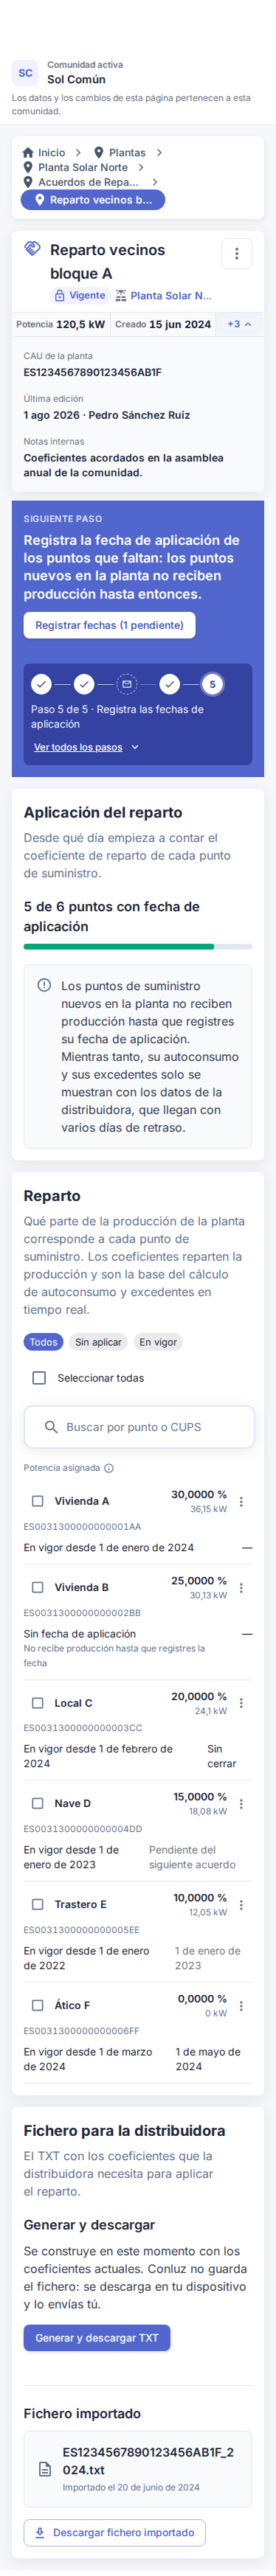 SC
Comunidad activa
Sol Común
Los datos y los cambios de esta página pertenecen a esta
comunidad.
Inicio
Plantas
Planta Solar Norte
Acuerdos de Repa...
Reparto vecinos b...
Reparto vecinos
bloque A
Vigente
Planta Solar N...
Potencia 120,5 kW
Creado 15 jun 2024
+3
CAU de la planta
ES1234567890123456AB1F
Última edición
1 ago 2026 · Pedro Sánchez Ruiz
Notas internas
Coeficientes acordados en la asamblea
anual de la comunidad.
SIGUIENTE PASO
Registra la fecha de aplicación de
los puntos que faltan: los puntos
nuevos en la planta no reciben
producción hasta entonces.
Registrar fechas (1 pendiente)
5
Paso 5 de 5 · Registra las fechas de
aplicación
Ver todos los pasos
Aplicación del reparto
Desde qué día empieza a contar el
coeficiente de reparto de cada punto
de suministro.
5 de 6 puntos con fecha de
aplicación
Los puntos de suministro
nuevos en la planta no reciben
producción hasta que registres
su fecha de aplicación.
Mientras tanto, su autoconsumo
y sus excedentes solo se
muestran con los datos de la
distribuidora, que llegan con
varios días de retraso.
Reparto
Qué parte de la producción de la planta
corresponde a cada punto de
suministro. Los coeficientes reparten la
producción y son la base del cálculo
de autoconsumo y excedentes en
tiempo real.
Todos
Sin aplicar
En vigor
Seleccionar todas
Buscar por punto o CUPS
Potencia asignada
Vivienda A
30,0000 %
36,15 kW
ES0031300000000001AA
En vigor desde 1 de enero de 2024
—
Vivienda B
25,0000 %
30,13 kW
ES0031300000000002BB
Sin fecha de aplicación
—
No recibe producción hasta que registres la
fecha
Local C
20,0000 %
24,1 kW
ES0031300000000003CC
En vigor desde 1 de febrero de
2024
Sin
cerrar
Nave D
15,0000 %
18,08 kW
ES0031300000000004DD
En vigor desde 1 de
enero de 2023
Pendiente del
siguiente acuerdo
Trastero E
10,0000 %
12,05 kW
ES0031300000000005EE
En vigor desde 1 de enero
de 2022
1 de enero de
2023
Ático F
0,0000 %
0 kW
ES0031300000000006FF
En vigor desde 1 de marzo
de 2024
1 de mayo de
2024
Fichero para la distribuidora
El TXT con los coeficientes que la
distribuidora necesita para aplicar
el reparto.
Generar y descargar
Se construye en este momento con los
coeficientes actuales. Conluz no guarda
el fichero: se descarga en tu dispositivo
y lo envías tú.
Generar y descargar TXT
Fichero importado
ES1234567890123456AB1F_2
024.txt
Importado el 20 de junio de 2024
Descargar fichero importado